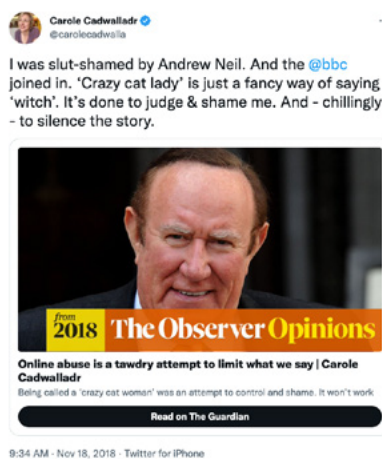 Carole Cadwalladr
@carolecadwalla
I was slut-shamed by Andrew Neil. And the @bbc
joined in. ‘Crazy cat lady’ is just a fancy way of saying
‘witch’. It’s done to judge & shame me. And - chillingly
- to silence the story.
from
2018
The Observer Opinions
Online abuse is a tawdry attempt to limit what we say | Carole
Cadwalladr
Being called a ‘crazy cat woman’ was an attempt to control and shame. It won’t work
Read on The Guardian
9:34 AM - Nov 18, 2018 - Twitter for iPhone